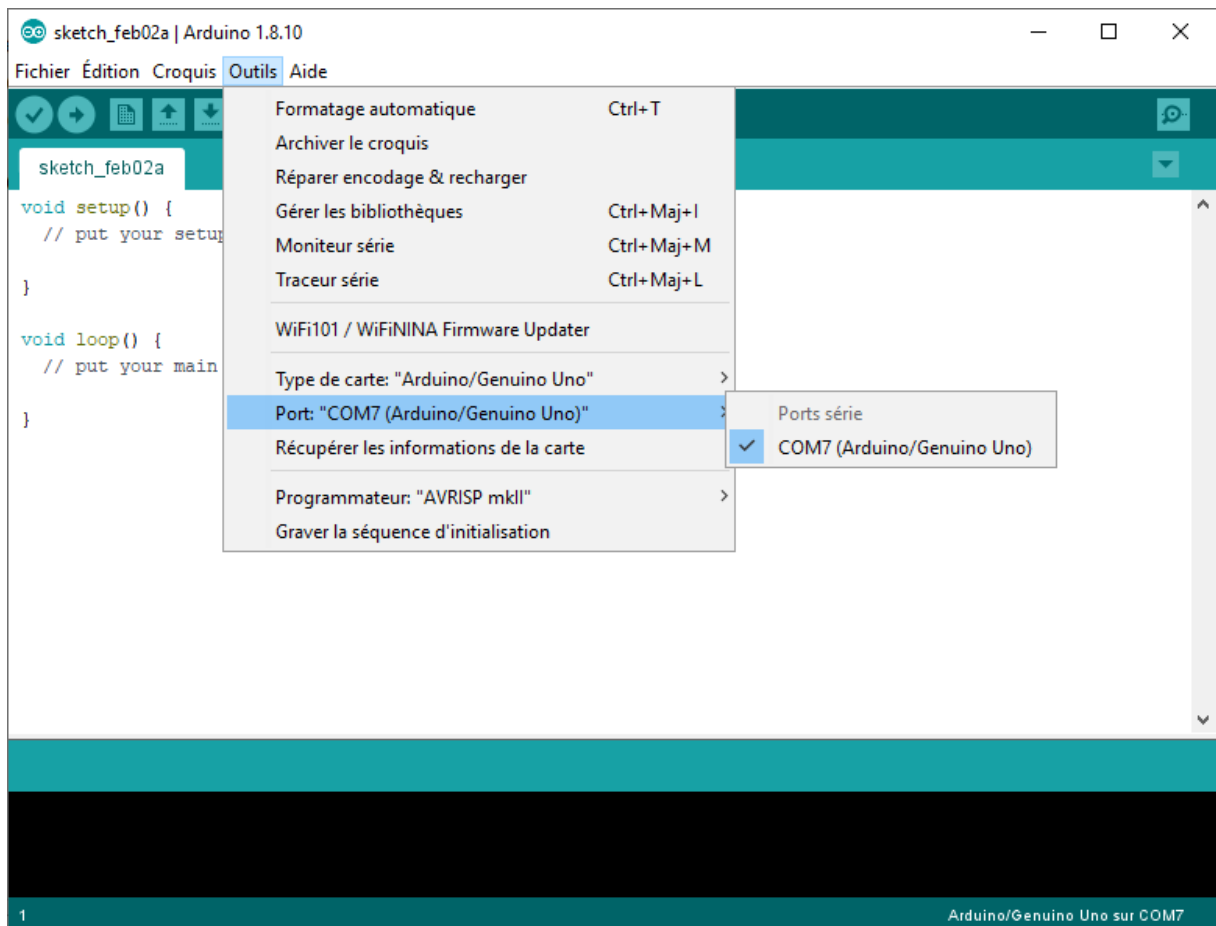 sketch_feb02a | Arduino 1.8.10
Fichier Édition Croquis Outils Aide
sketch_feb02a
void setup() {
// put your setup
}
void loop() {
// put your main
}
Formatage automatique Ctrl+T
Archiver le croquis
Réparer encodage & recharger
Gérer les bibliothèques Ctrl+Maj+I
Moniteur série Ctrl+Maj+M
Traceur série Ctrl+Maj+L
WiFi101 / WiFiNINA Firmware Updater
Type de carte: "Arduino/Genuino Uno"
Port: "COM7 (Arduino/Genuino Uno)"
Récupérer les informations de la carte
Programmateur: "AVRISP mkII"
Graver la séquence d'initialisation
Ports série
COM7 (Arduino/Genuino Uno)
1 Arduino/Genuino Uno sur COM7